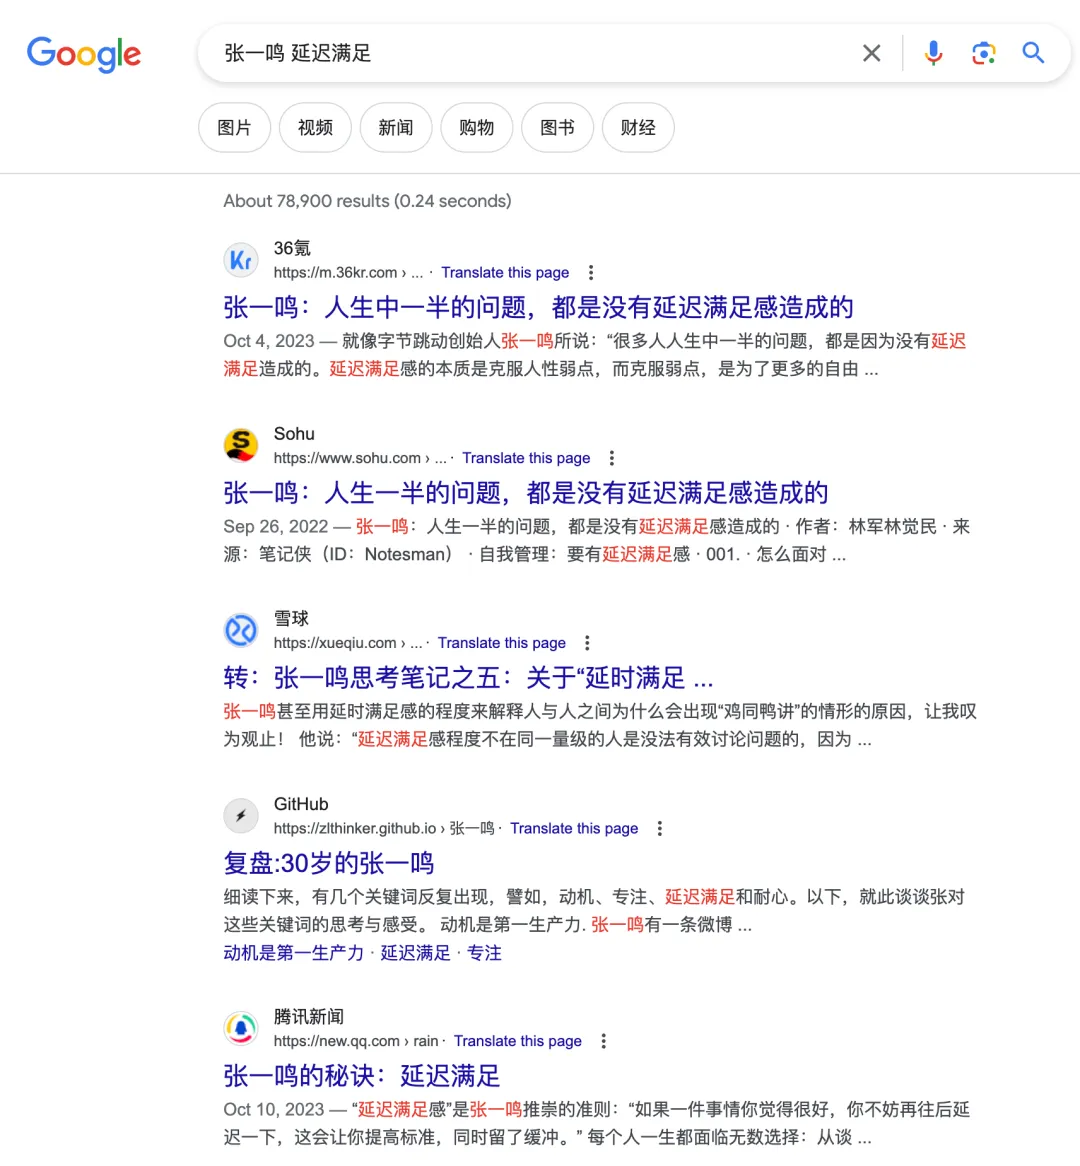 Google
张一鸣 延迟满足
图片 视频 新闻 购物 图书 财经
About 78,900 results (0.24 seconds)
Kr
36氪
https://m.36kr.com › ... · Translate this page
张一鸣：人生中一半的问题，都是没有延迟满足感造成的
Oct 4, 2023 — 就像字节跳动创始人张一鸣所说：“很多人人生中一半的问题，都是因为没有延迟
满足造成的。延迟满足感的本质是克服人性弱点，而克服弱点，是为了更多的自由 ...
S
Sohu
https://www.sohu.com › ... · Translate this page
张一鸣：人生一半的问题，都是没有延迟满足感造成的
Sep 26, 2022 — 张一鸣：人生一半的问题，都是没有延迟满足感造成的 · 作者：林军林觉民 · 来
源：笔记侠（ID：Notesman） · 自我管理：要有延迟满足感 · 001. · 怎么面对 ...
雪球
https://xueqiu.com › ... · Translate this page
转：张一鸣思考笔记之五：关于“延时满足 ...
张一鸣甚至用延时满足感的程度来解释人与人之间为什么会出现“鸡同鸭讲”的情形的原因，让我叹
为观止！ 他说：“延迟满足感程度不在同一量级的人是没法有效讨论问题的，因为 ...
GitHub
https://zlthinker.github.io › 张一鸣 · Translate this page
复盘:30岁的张一鸣
细读下来，有几个关键词反复出现，譬如，动机、专注、延迟满足和耐心。以下，就此谈谈张对
这些关键词的思考与感受。 动机是第一生产力. 张一鸣有一条微博 ...
动机是第一生产力 · 延迟满足 · 专注
腾讯新闻
https://new.qq.com › rain · Translate this page
张一鸣的秘诀：延迟满足
Oct 10, 2023 — “延迟满足感”是张一鸣推崇的准则：“如果一件事情你觉得很好，你不妨再往后延
迟一下，这会让你提高标准，同时留了缓冲。” 每个人一生都面临无数选择：从谈 ...